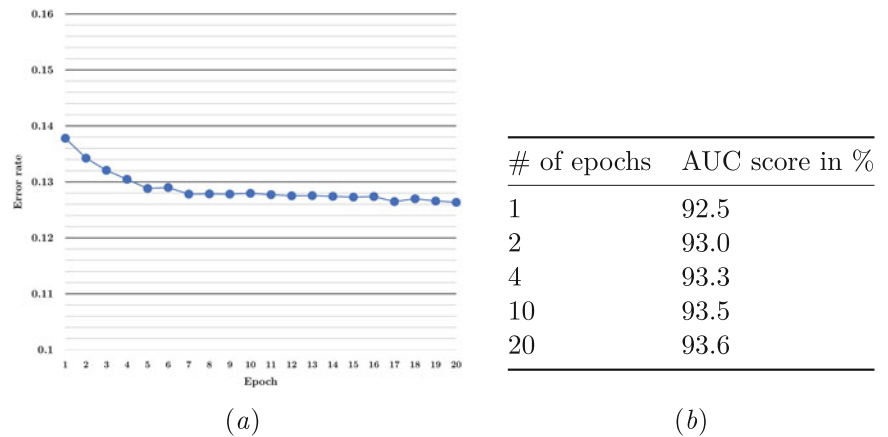 0.16
0.15
0.14
0.13
0.12
0.11
0.1
Error rate
1 2 3 4 5 6 7 8 9 10 11 12 13 14 15 16 17 18 19 20
Epoch
(a)
# of epochs AUC score in %
1 92.5
2 93.0
4 93.3
10 93.5
20 93.6
(b)